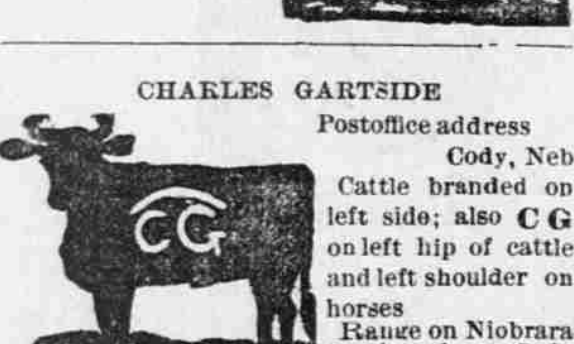 CHARLES GARTSIDE
Postoffice address
Cody, Neb
Cattle branded on
left side; also C G
on left hip of cattle
and left shoulder on
horses
Range on Niobrara
CG